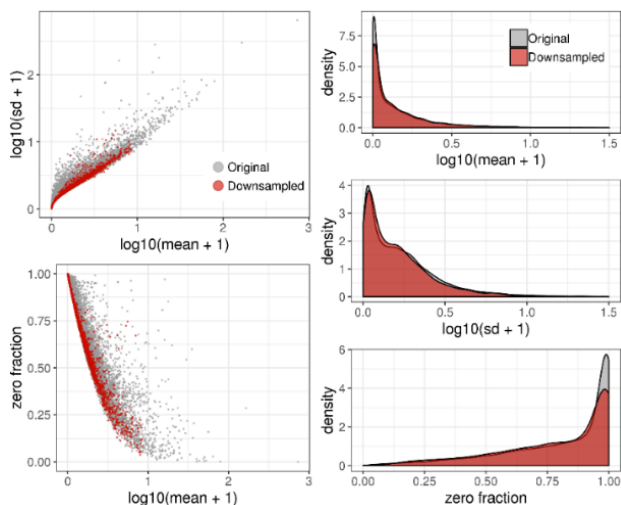 2
1
0
log10(sd + 1)
Original
Downsampled
0 1 2 3
log10(mean + 1)
1.00
0.75
0.50
0.25
0.00
zero fraction
0 1 2 3
log10(mean + 1)
7.5
5.0
2.5
0.0
density
Original
Downsampled
0.0 0.5 1.0 1.5
log10(mean + 1)
4
3
2
1
0
density
0.0 0.5 1.0 1.5
log10(sd + 1)
6
4
2
0
density
0.00 0.25 0.50 0.75 1.00
zero fraction